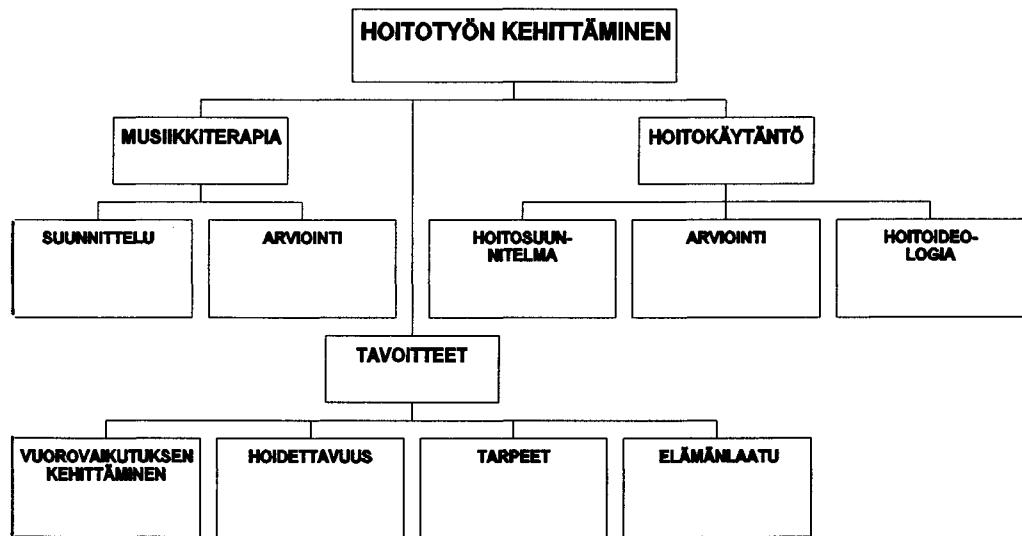 HOITOTYÖN KEHITTÄMINEN
MUSIIKKITERAPIA
HOITOKÄYTÄNTÖ
SUUNNITTELU
ARVIOINTI
HOITOSUUN-
NITELMA
ARVIOINTI
HOITOIDEO-
LOGIA
TAVOITTEET
VUOROVAIKUTUKSEN
KEHITTÄMINEN
HOIDETTAVUUS
TARPEET
ELÄMÄNLAATU